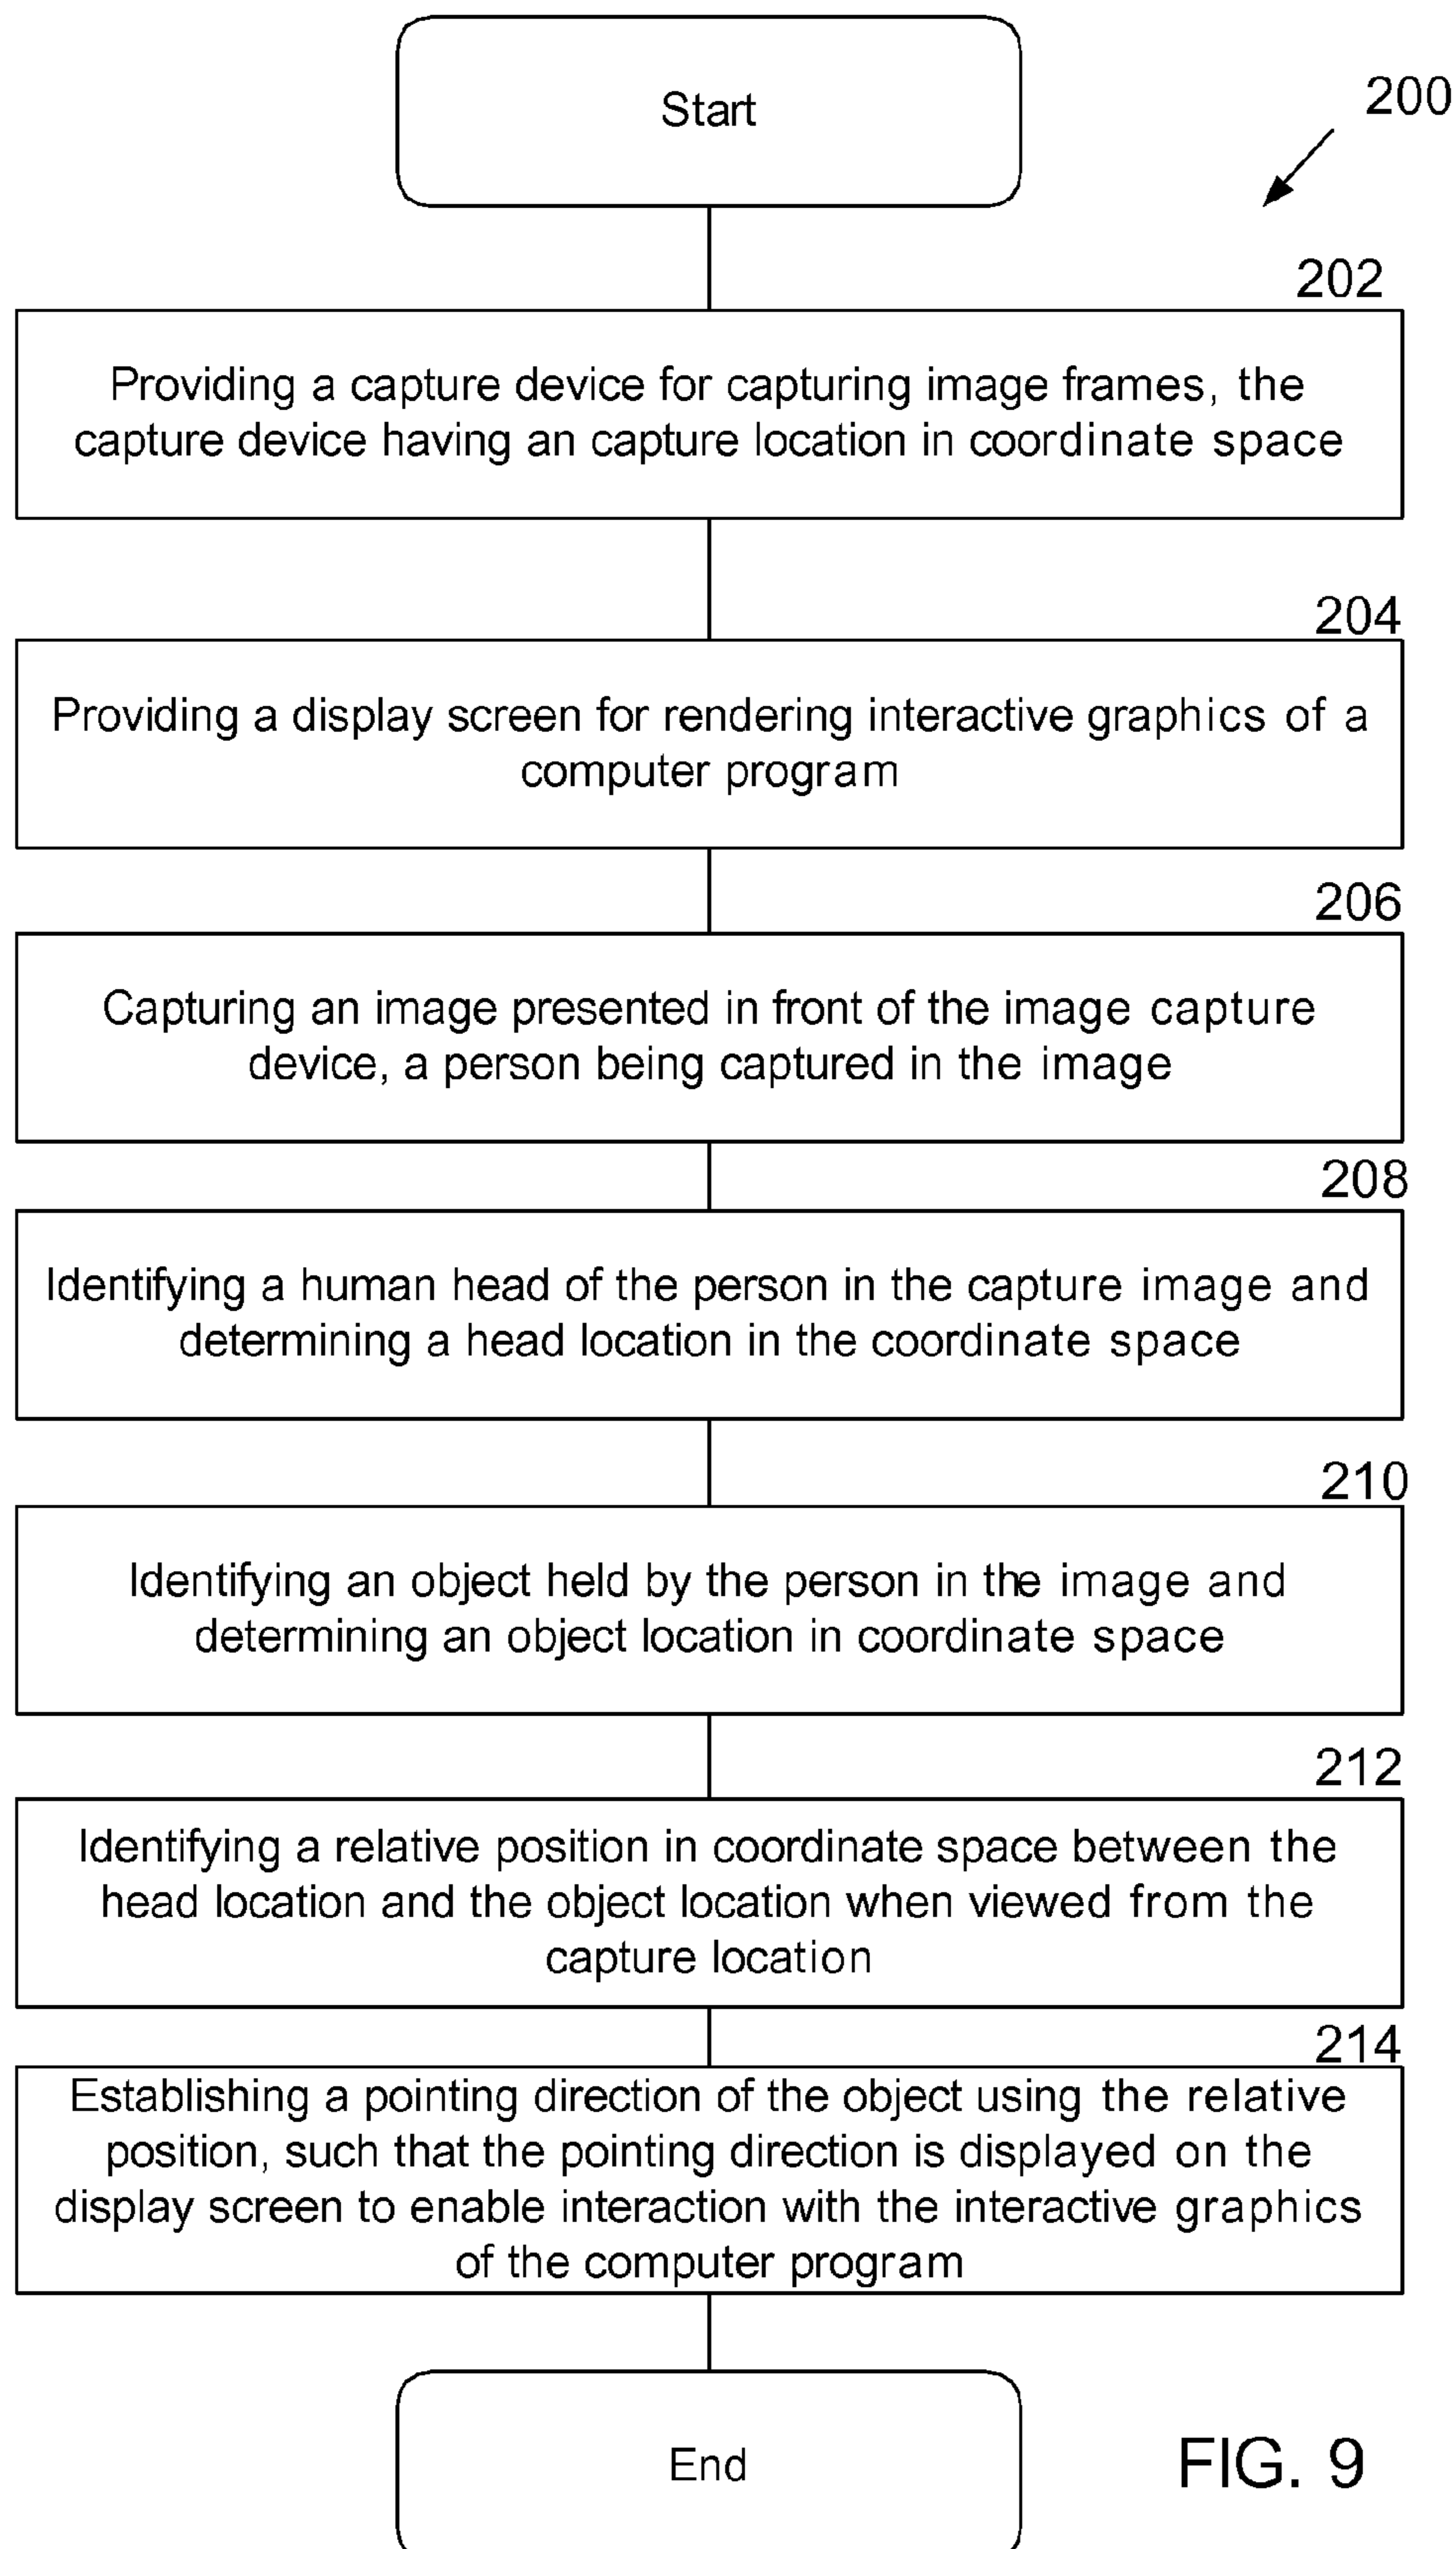 Start
200
202
Providing a capture device for capturing image frames, the
capture device having an capture location in coordinate space
204
Providing a display screen for rendering interactive graphics of a
computer program
206
Capturing an image presented in front of the image capture
device, a person being captured in the image
208
Identifying a human head of the person in the capture image and
determining a head location in the coordinate space
210
Identifying an object held by the person in the image and
determining an object location in coordinate space
212
Identifying a relative position in coordinate space between the
head location and the object location when viewed from the
capture location
214
Establishing a pointing direction of the object using the relative
position, such that the pointing direction is displayed on the
display screen to enable interaction with the interactive graphics
of the computer program
End
FIG. 9